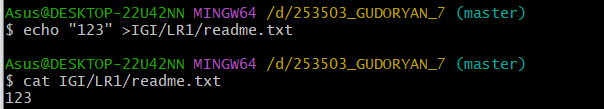 Asus@DESKTOP-22U42NN MINGW64 /d/253503_GUDORYAN_7 (master)
$ echo "123" >IGI/LR1/readme.txt
Asus@DESKTOP-22U42NN MINGW64 /d/253503_GUDORYAN_7 (master)
$ cat IGI/LR1/readme.txt
123